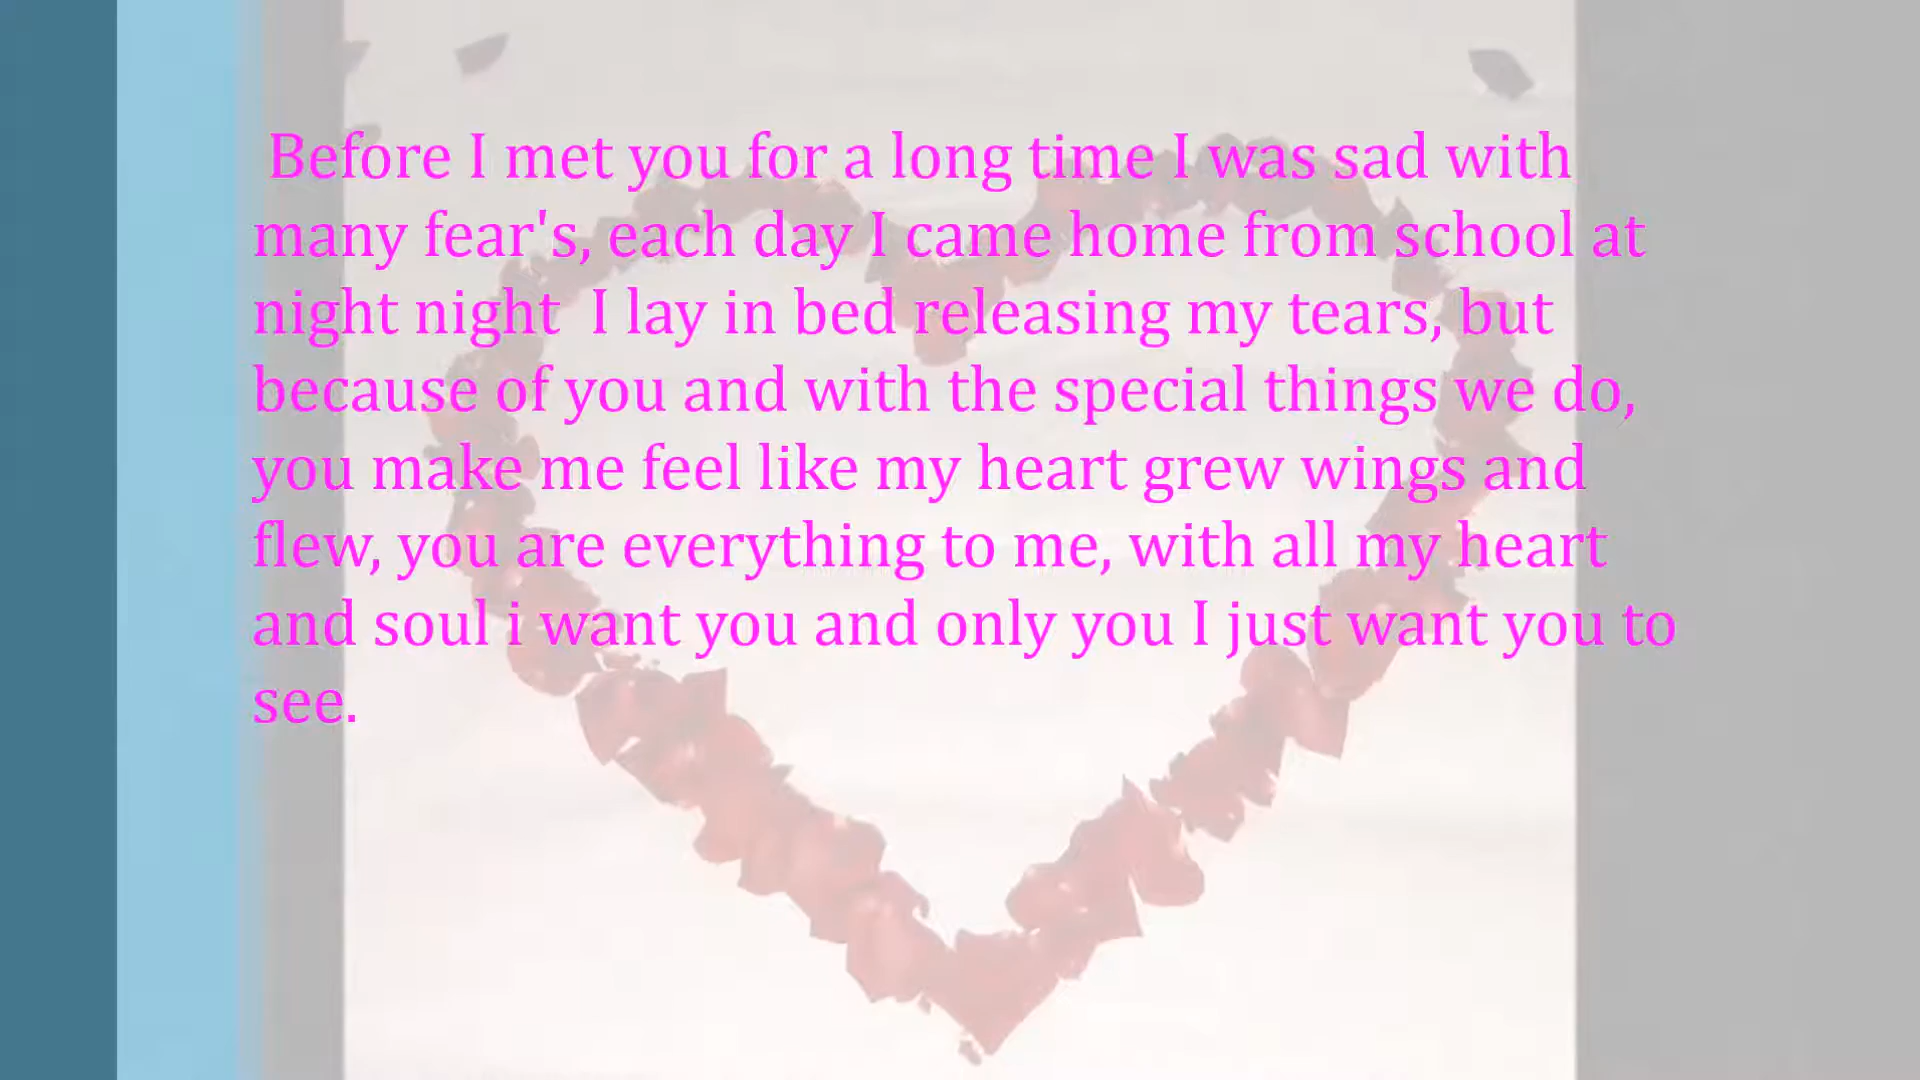 Before I met you for a long time I was sad with
many fear's, each day I came home from school at
night night  I lay in bed releasing my tears, but
because of you and with the special things we do,
you make me feel like my heart grew wings and
flew, you are everything to me, with all my heart
and soul i want you and only you I just want you to
see.